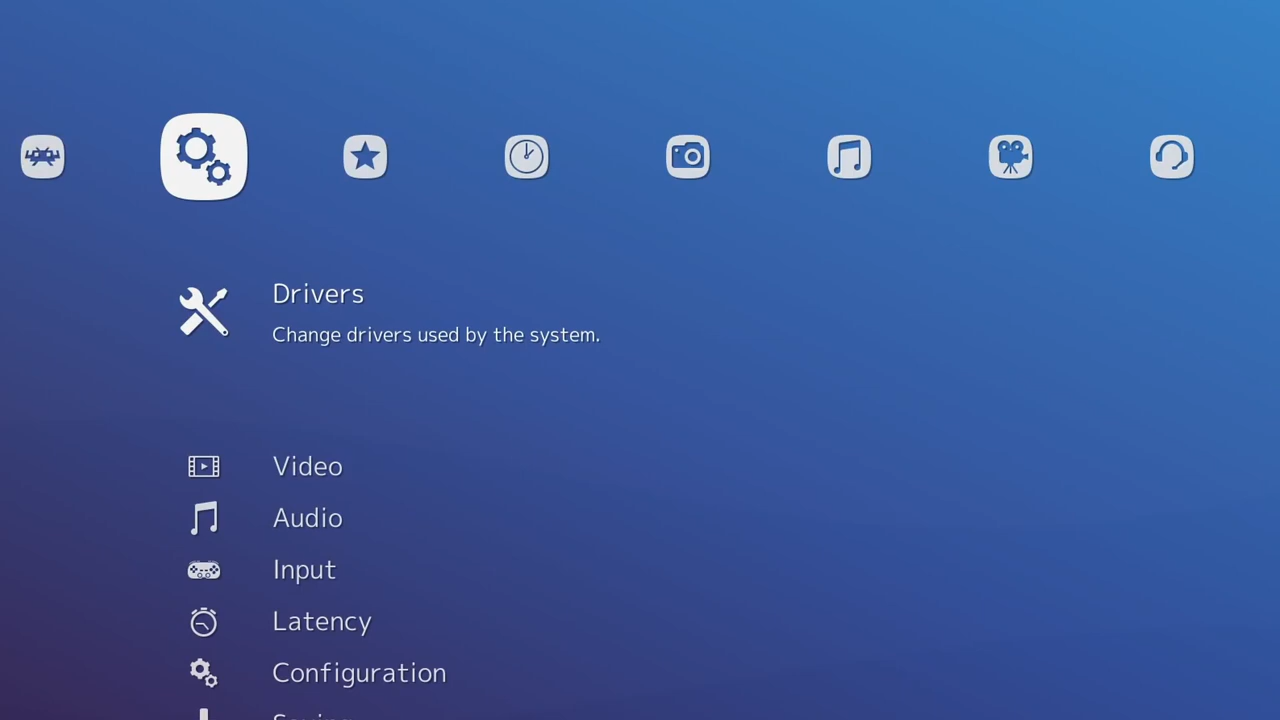 Drivers
Change drivers used by the system.
Video
Audio
Input
Latency
Configuration